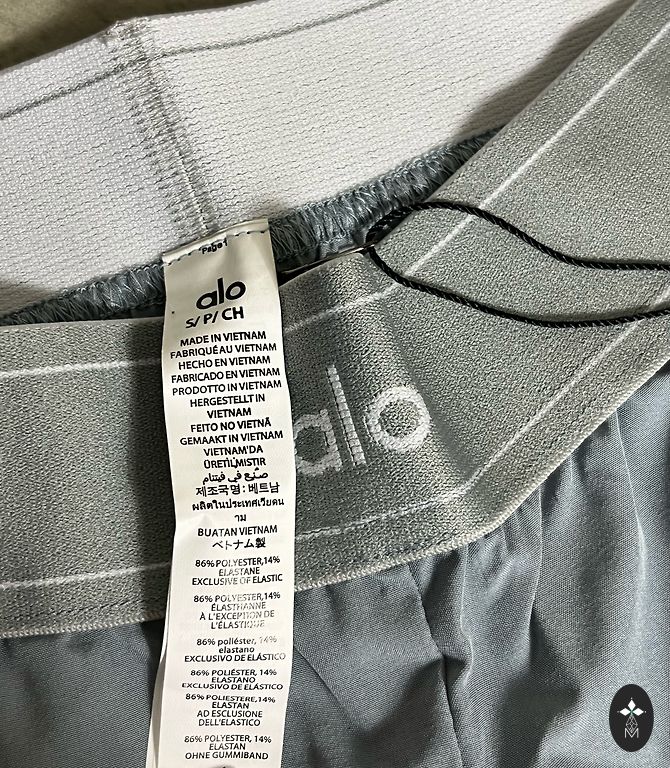 Page 1
alo
S/ P/ CH
MADE IN VIETNAM
FABRIQUÉ AU VIETNAM
HECHO EN VIETNAM
FABRICADO EN VIETNAM
PRODOTTO IN VIETNAM
HERGESTELLT IN
VIETNAM
FEITO NO VIETNÃ
GEMAAKT IN VIETNAM
VIETNAM'DA
ÜRETİLMİŞTİR
صنع في فيتنام
제조국명 : 베트남
ผลิตในประเทศเวียดน
าม
BUATAN VIETNAM
ベトナム製
86% POLYESTER,14%
ELASTANE
EXCLUSIVE OF ELASTIC
86% POLYESTER,14%
ÉLASTHANNE
À L'EXCEPTION DE
L'ÉLASTIQUE
86% poliéster, 14%
elastano
EXCLUSIVO DE ELÁSTICO
86% POLIÉSTER, 14%
ELASTANO
EXCLUSIVO DE ELÁSTICO
86% POLIESTERE,14%
ELASTAN
AD ESCLUSIONE
DELL'ELASTICO
86% POLYESTER, 14%
ELASTAN
OHNE GUMMIBAND
alo